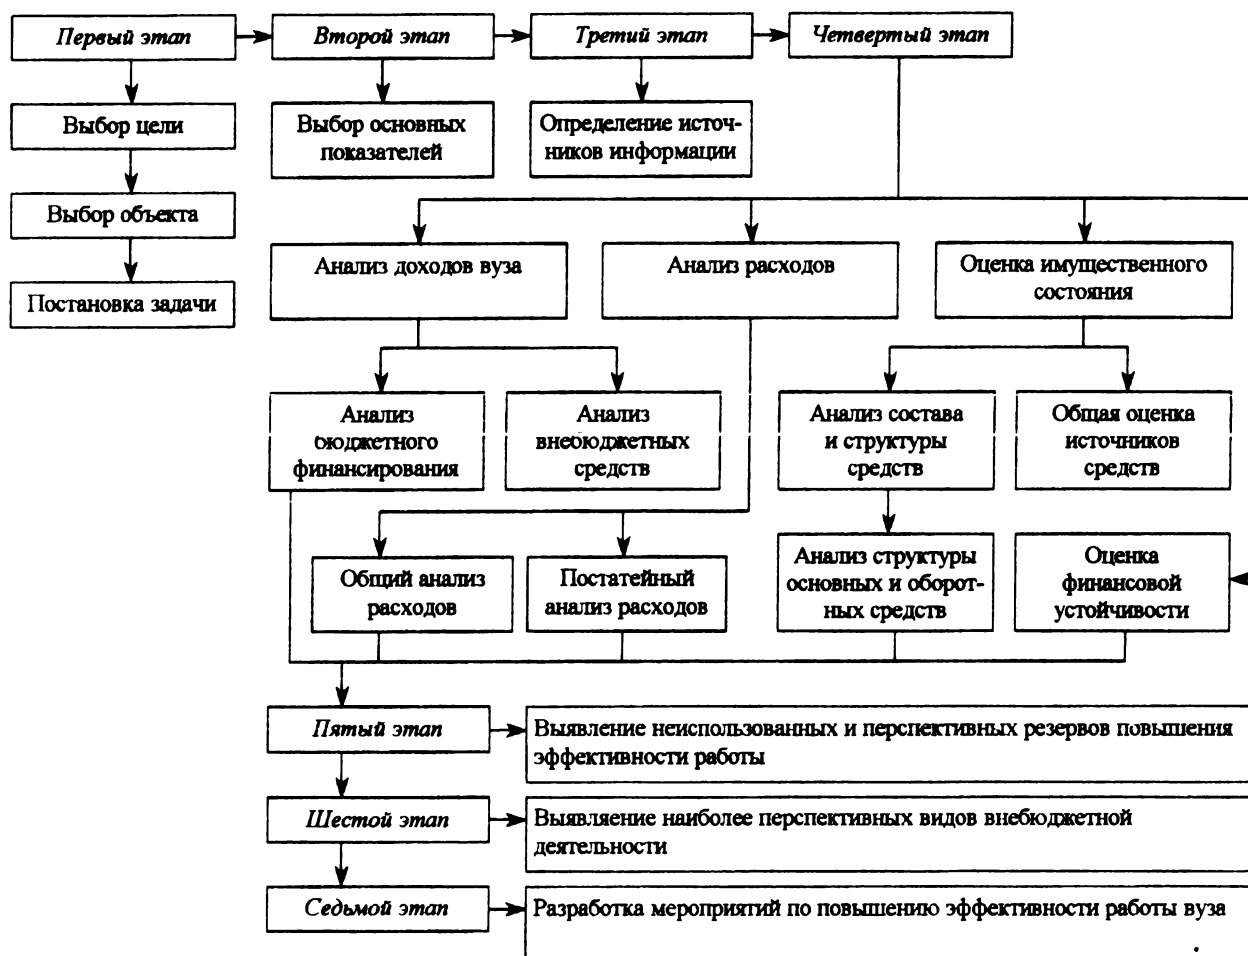 Первый этап
Второй этап
Третий этап
Четвертый этап
Выбор цели
Выбор основных
показателей
Определение источ-
ников информации
Выбор объекта
Постановка задачи
Анализ доходов вуза
Анализ расходов
Оценка имущественного
состояния
Анализ
бюджетного
финансирования
Анализ
внебюджетных
средств
Анализ состава
и структуры
средств
Общая оценка
источников
средств
Общий анализ
расходов
Постатейный
анализ расходов
Анализ структуры
основных и оборот-
ных средств
Оценка
финансовой
устойчивости
Пятый этап
Выявление неиспользованных и перспективных резервов повышения
эффективности работы
Шестой этап
Выявляение наиболее перспективных видов внебюджетной
деятельности
Седьмой этап
Разработка мероприятий по повышению эффективности работы вуза